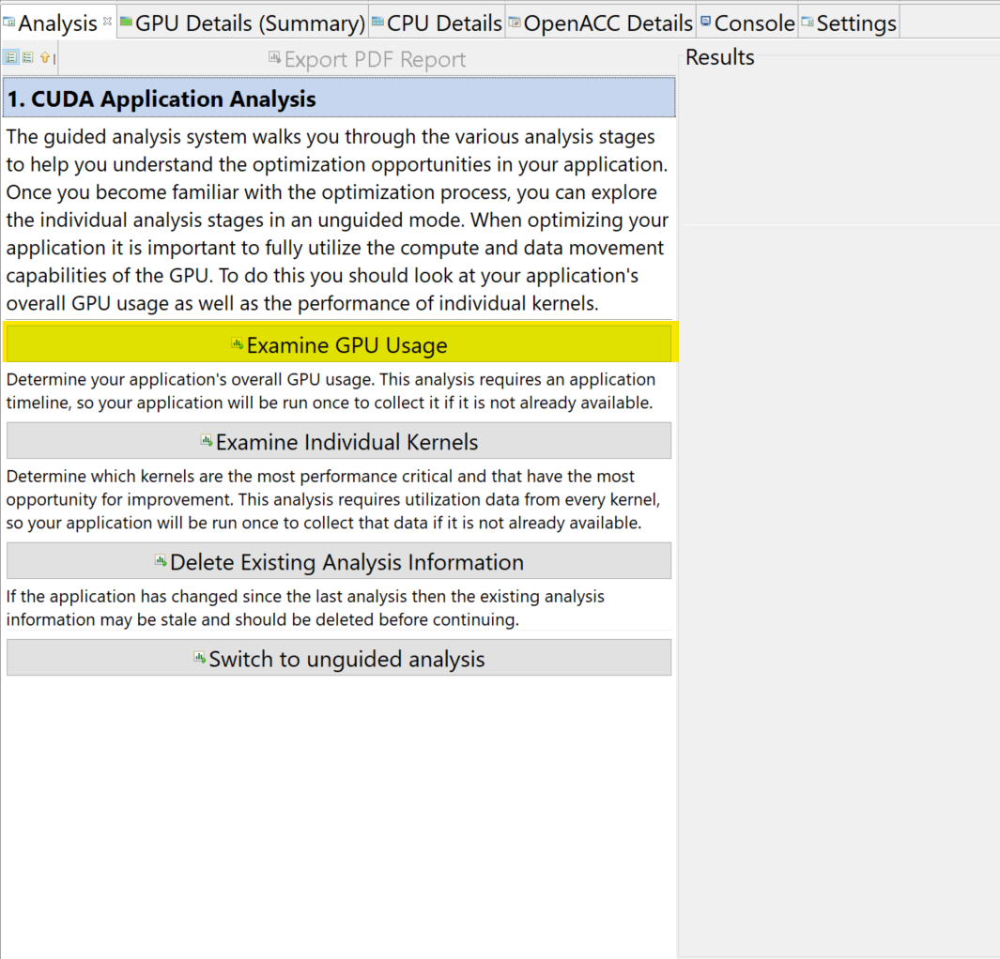 Analysis GPU Details (Summary) CPU Details OpenACC Details Console Settings
Export PDF Report
Results
1. CUDA Application Analysis
The guided analysis system walks you through the various analysis stages
to help you understand the optimization opportunities in your application.
Once you become familiar with the optimization process, you can explore
the individual analysis stages in an unguided mode. When optimizing your
application it is important to fully utilize the compute and data movement
capabilities of the GPU. To do this you should look at your application's
overall GPU usage as well as the performance of individual kernels.
Examine GPU Usage
Determine your application's overall GPU usage. This analysis requires an application
timeline, so your application will be run once to collect it if it is not already available.
Examine Individual Kernels
Determine which kernels are the most performance critical and that have the most
opportunity for improvement. This analysis requires utilization data from every kernel,
so your application will be run once to collect that data if it is not already available.
Delete Existing Analysis Information
If the application has changed since the last analysis then the existing analysis
information may be stale and should be deleted before continuing.
Switch to unguided analysis